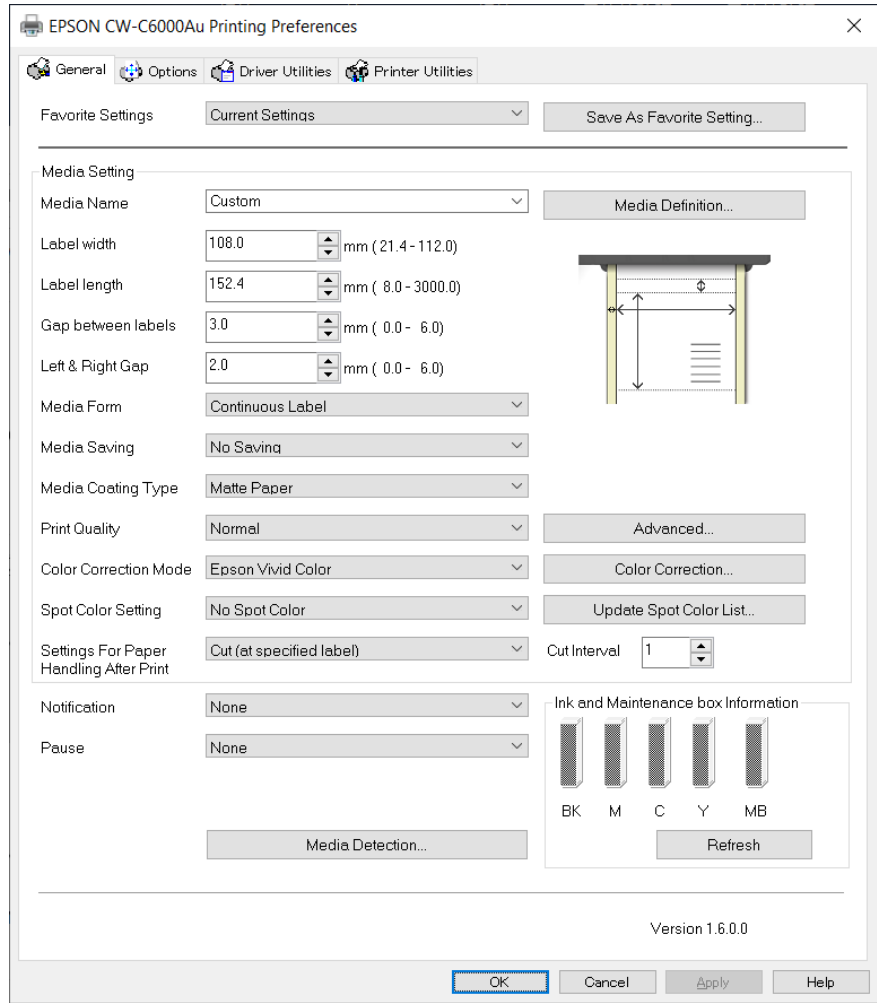 EPSON CW-C6000Au Printing Preferences
General Options Driver Utilities Printer Utilities
Favorite Settings Current Settings Save As Favorite Setting...
Media Setting
Media Name Custom Media Definition...
Label width 108.0 mm ( 21.4 - 112.0)
Label length 152.4 mm ( 8.0 - 3000.0)
Gap between labels 3.0 mm ( 0.0 - 6.0)
Left & Right Gap 2.0 mm ( 0.0 - 6.0)
Media Form Continuous Label
Media Saving No Saving
Media Coating Type Matte Paper
Print Quality Normal Advanced...
Color Correction Mode Epson Vivid Color Color Correction...
Spot Color Setting No Spot Color Update Spot Color List...
Settings For Paper Cut (at specified label) Cut Interval 1
Handling After Print
Notification None Ink and Maintenance box Information
Pause None
BK M C Y MB
Media Detection... Refresh
Version 1.6.0.0
OK Cancel Apply Help